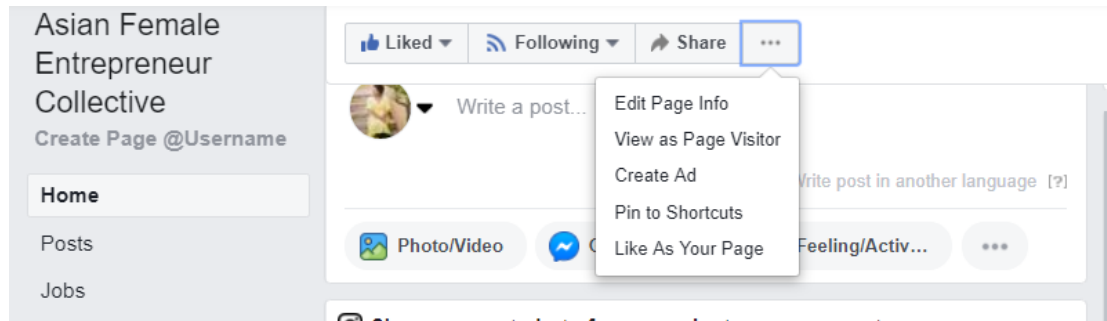 Asian Female
Entrepreneur
Collective
Create Page @Username
Home
Posts
Jobs
Liked
Following
Share
...
Write a post...
Edit Page Info
View as Page Visitor
Create Ad
Pin to Shortcuts
Like As Your Page
post in another language [?]
Photo/Video
Feeling/Activ...